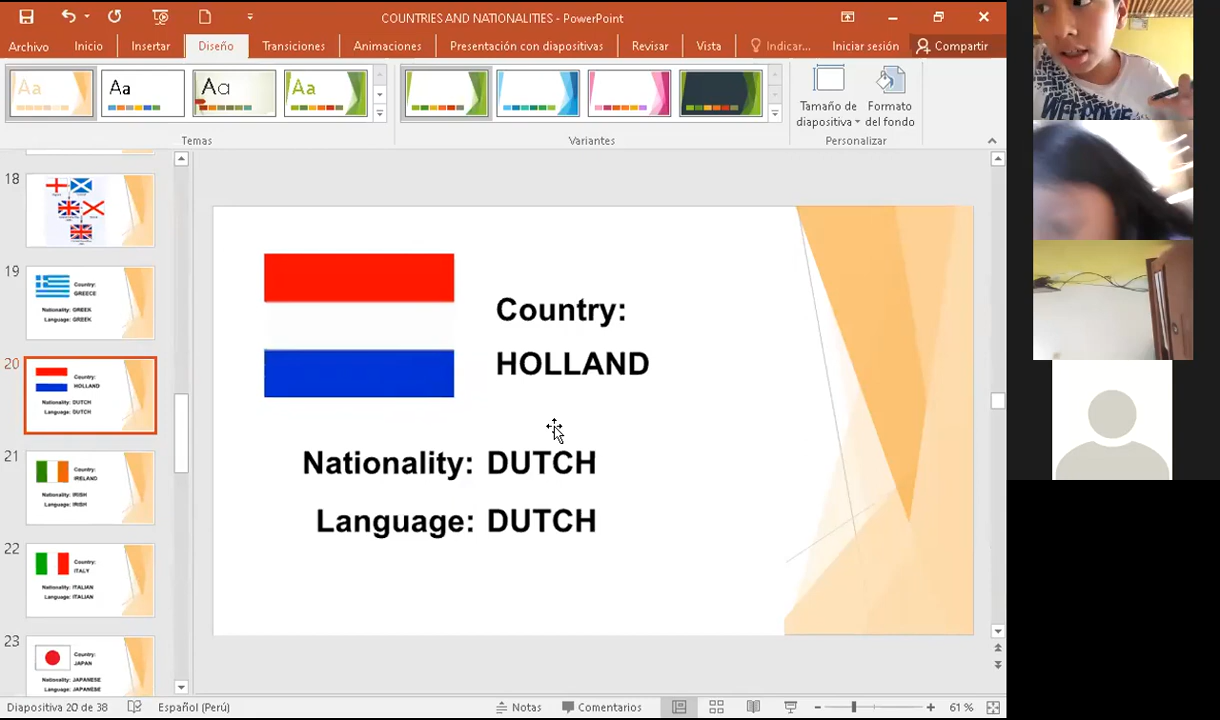 COUNTRIES AND NATIONALITIES - PowerPoint
Archivo Inicio Insertar Diseño Transiciones Animaciones Presentación con diapositivas Revisar Vista Indicar... Iniciar sesión Compartir
Aa Aa Aa Aa
Tamaño de diapositiva
Formato del fondo
Temas Variantes Personalizar
18
19
Country:
GREECE
Nationality: GREEK
Language: GREEK
20
Country:
HOLLAND
Nationality: DUTCH
Language: DUTCH
21
Country:
IRELAND
Nationality: IRISH
Language: IRISH
22
Country:
ITALY
Nationality: ITALIAN
Language: ITALIAN
23
Country:
JAPAN
Nationality: JAPANESE
Language: JAPANESE
Country:
HOLLAND
Nationality: DUTCH
Language: DUTCH
WELCOME
Diapositiva 20 de 38 Español (Perú) Notas Comentarios 61 %